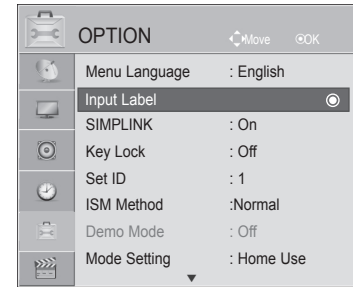 OPTION
Move
OK
Menu Language : English
Input Label
SIMPLINK : On
Key Lock : Off
Set ID : 1
ISM Method :Normal
Demo Mode : Off
Mode Setting : Home Use